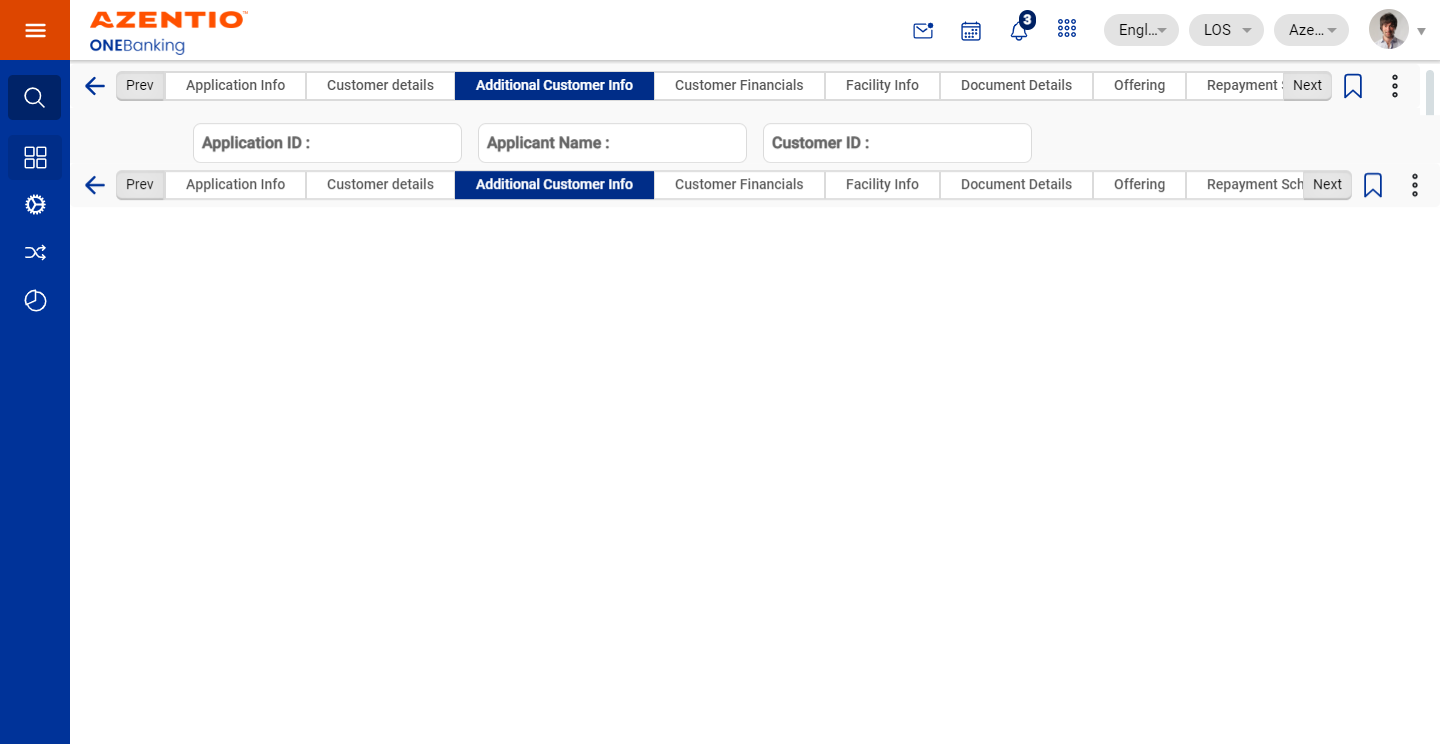 AZENTIO™
ONEBanking
3
Engl...
LOS
Aze...
Prev Application Info Customer details Additional Customer Info Customer Financials Facility Info Document Details Offering Repayment Next
Application ID : Applicant Name : Customer ID :
Prev Application Info Customer details Additional Customer Info Customer Financials Facility Info Document Details Offering Repayment Sch Next